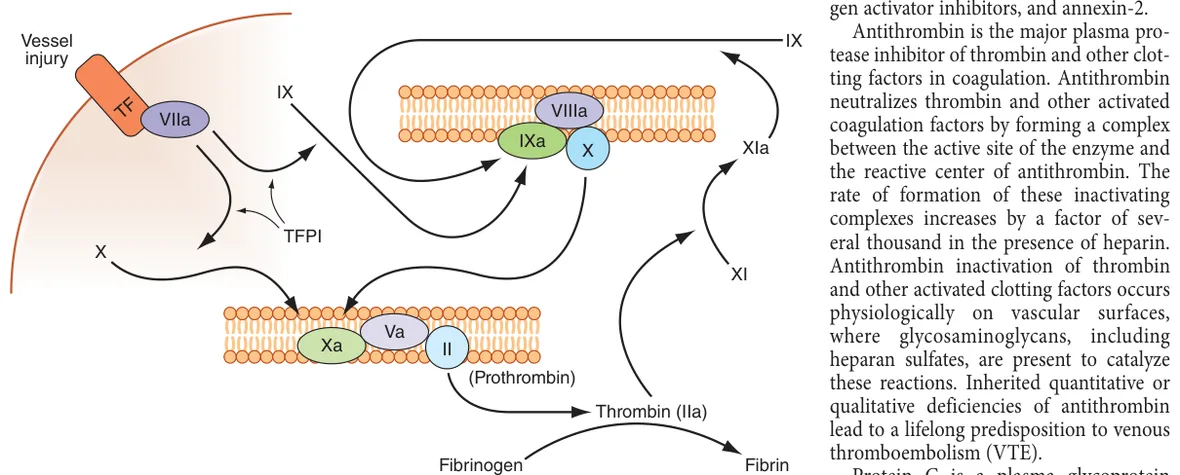 Vessel
injury
TF
VIIa
IX
IX
VIIIa
IXa
X
XIa
TFPI
X
XI
Xa
Va
II
(Prothrombin)
Thrombin (IIa)
Fibrinogen
Fibrin
gen activator inhibitors, and annexin-2.
Antithrombin is the major plasma pro-
tease inhibitor of thrombin and other clot-
ting factors in coagulation. Antithrombin
neutralizes thrombin and other activated
coagulation factors by forming a complex
between the active site of the enzyme and
the reactive center of antithrombin. The
rate of formation of these inactivating
complexes increases by a factor of sev-
eral thousand in the presence of heparin.
Antithrombin inactivation of thrombin
and other activated clotting factors occurs
physiologically on vascular surfaces,
where glycosaminoglycans, including
heparan sulfates, are present to catalyze
these reactions. Inherited quantitative or
qualitative deficiencies of antithrombin
lead to a lifelong predisposition to venous
thromboembolism (VTE).
Protein C is a plasma glycoprotein